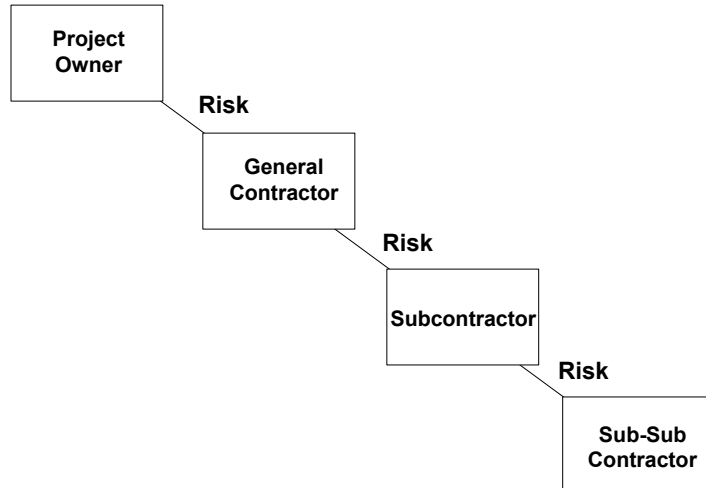 Project
Owner
Risk
General
Contractor
Risk
Subcontractor
Risk
Sub-Sub
Contractor